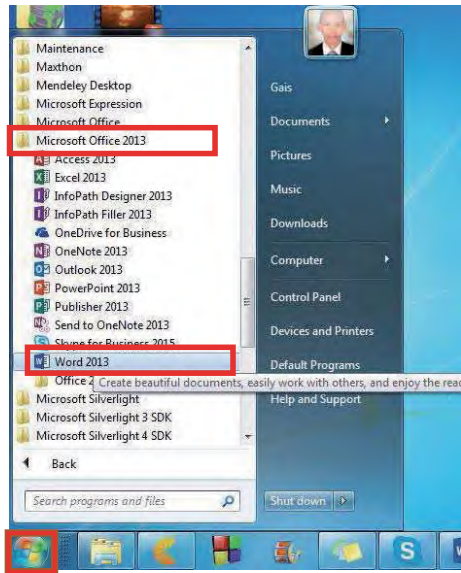 Maintenance
Maxthon
Mendeley Desktop
Microsoft Expression
Microsoft Office
Microsoft Office 2013
Access 2013
Excel 2013
InfoPath Designer 2013
InfoPath Filler 2013
OneDrive for Business
OneNote 2013
Outlook 2013
PowerPoint 2013
Publisher 2013
Send to OneNote 2013
Skype for Business 2015
Word 2013
Office 2
Create beautiful documents, easily work with others, and enjoy the rea
Microsoft Silverlight
Microsoft Silverlight 3 SDK
Microsoft Silverlight 4 SDK
Back
Search programs and files
Gais
Documents
Pictures
Music
Downloads
Computer
Control Panel
Devices and Printers
Default Programs
Help and Support
Shut down